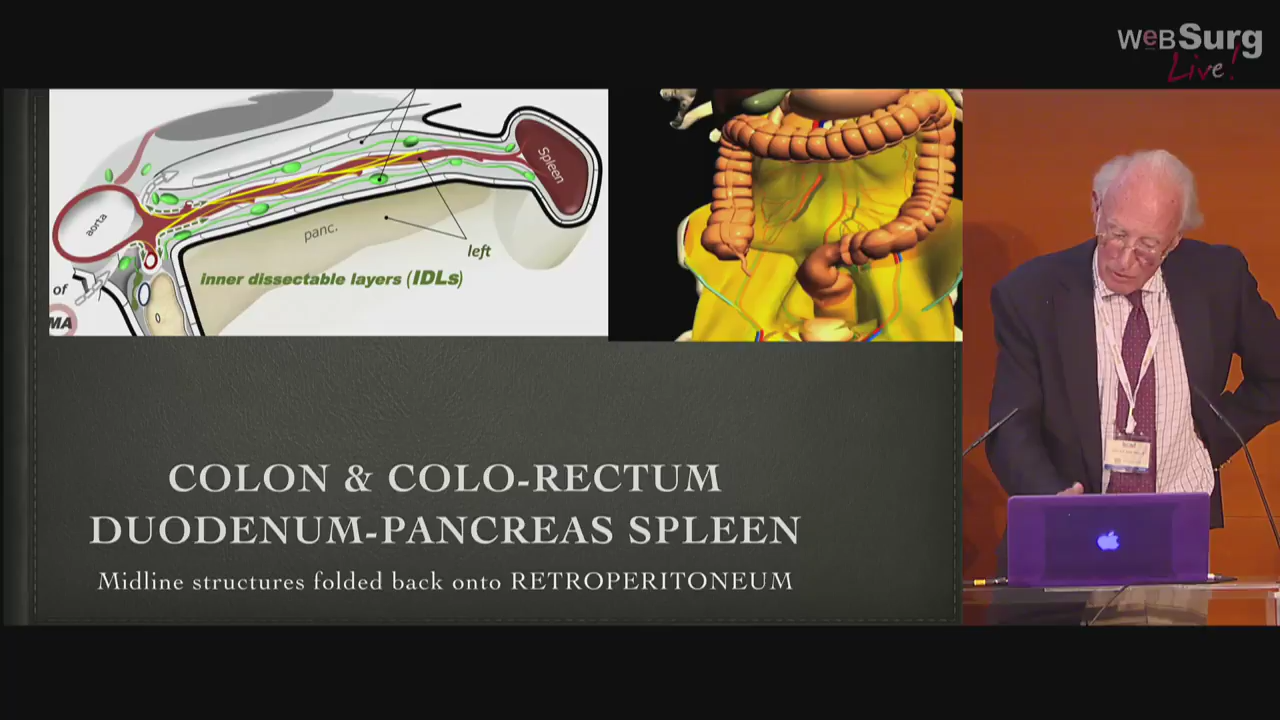 WeBSurg
Live!
Spleen
aorta
panc.
left
inner dissectable layers (IDLs)
of
MA
COLON & COLO-RECTUM
DUODENUM-PANCREAS SPLEEN
Midline structures folded back onto RETROPERITONEUM